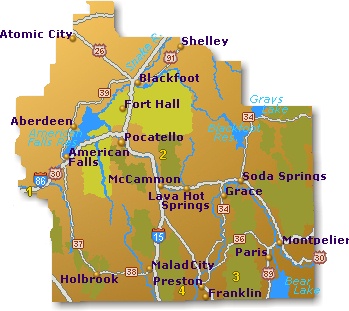 Atomic City
Shelley
26
Snake R.
91
Blackfoot
39
Fort Hall
Grays
Lake
Aberdeen
American
Falls
34
Blackfoot
Pocatello
American
Falls
2
86
30
1
McCammon
Soda Springs
Grace
Lava Hot
Springs
34
15
37
36
Montpelier
Paris
30
Malad City
38
Holbrook
3
89
Bear
Lake
Preston
4
Franklin